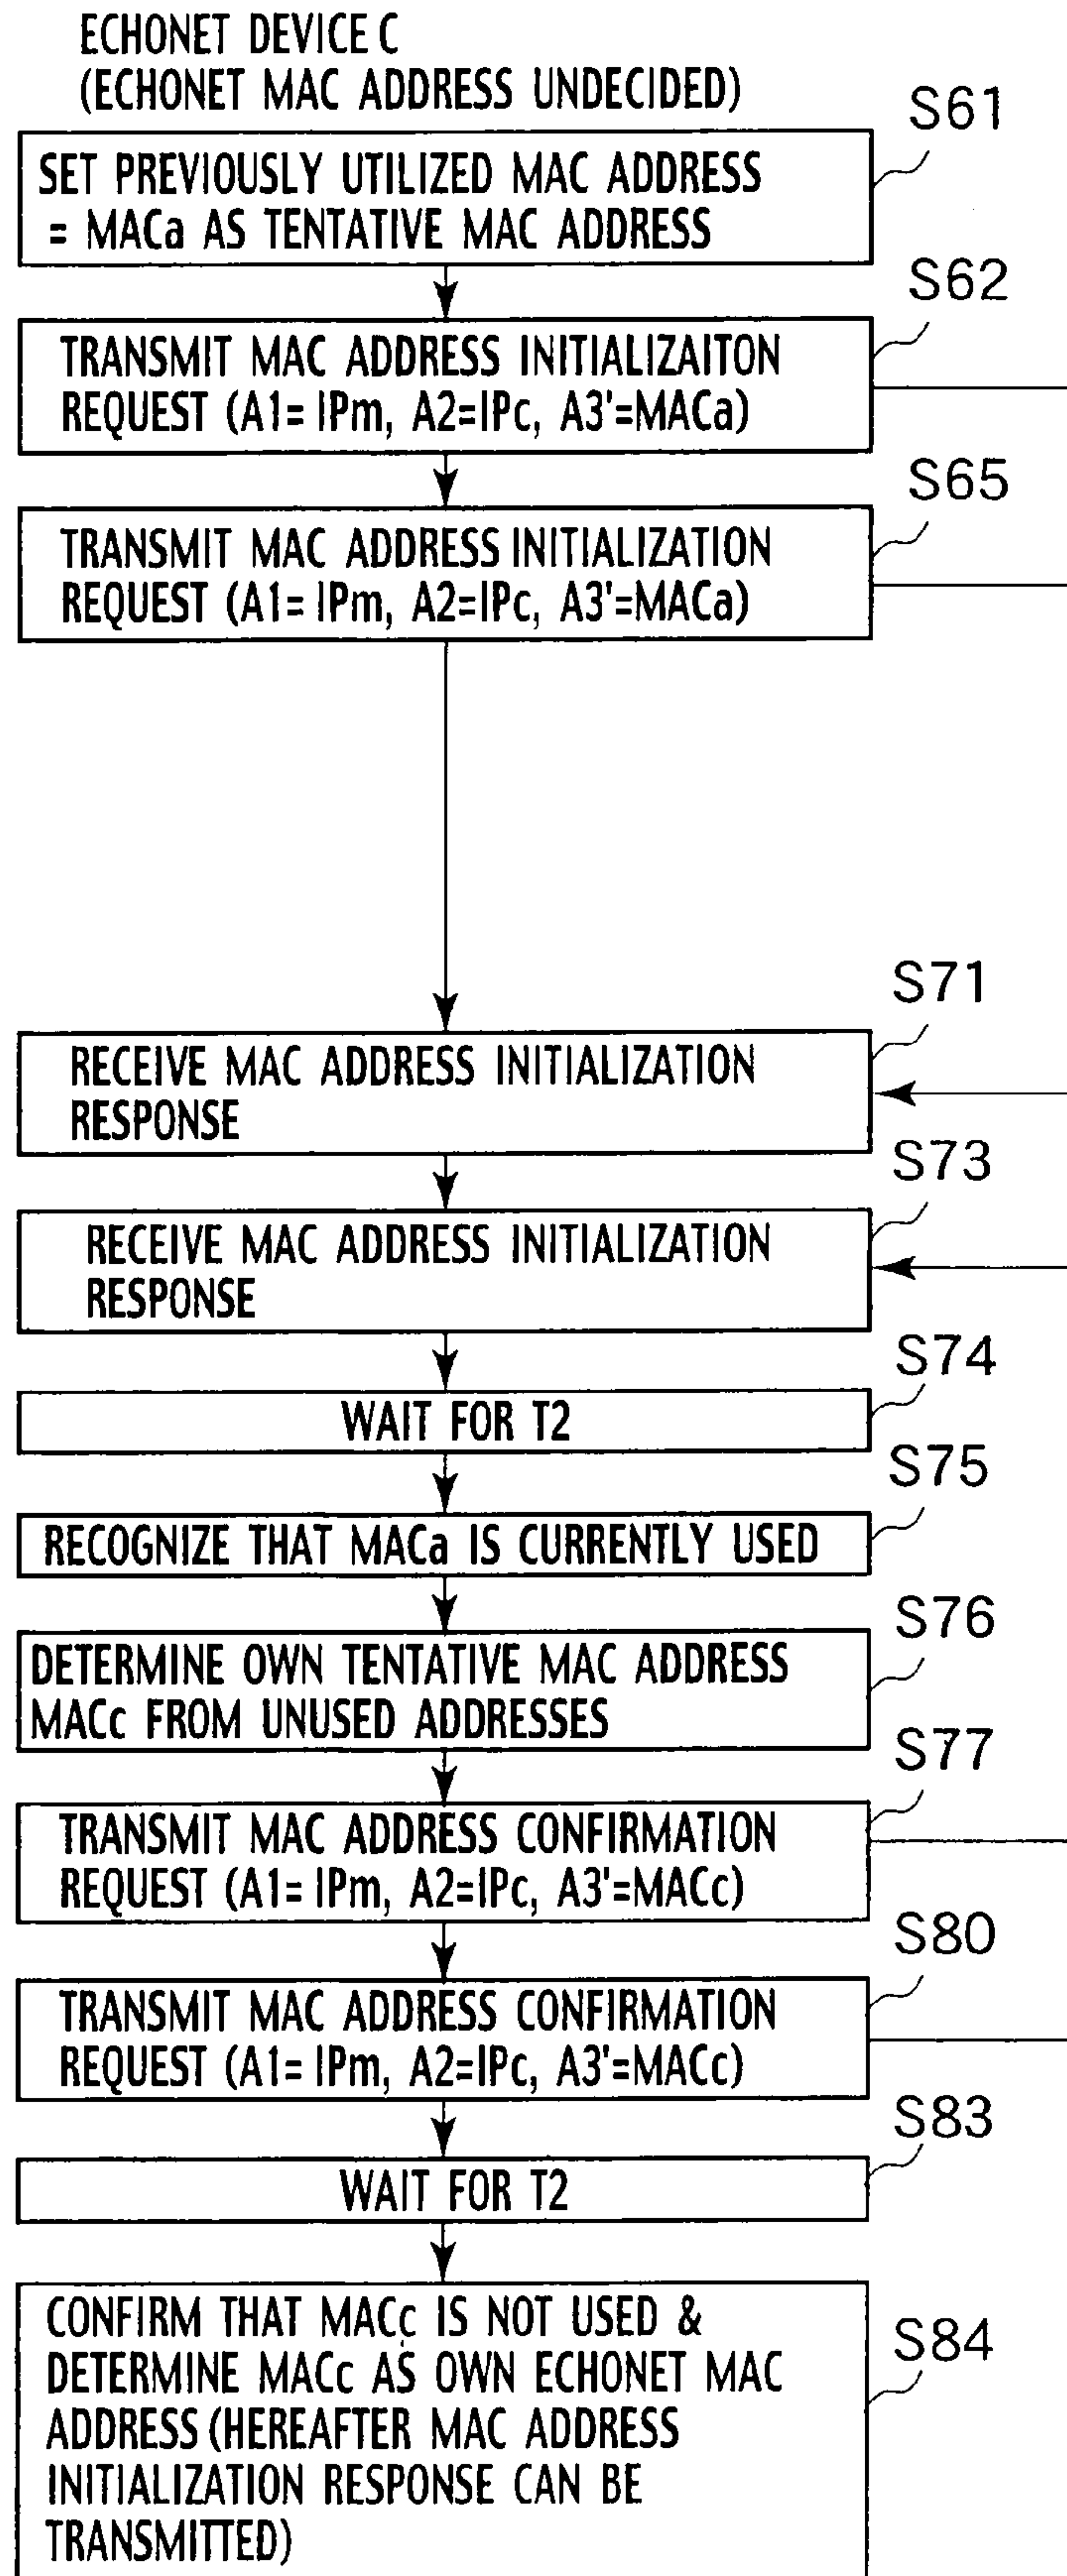 ECHONET DEVICE C
(ECHONET MAC ADDRESS UNDECIDED)
S61
SET PREVIOUSLY UTILIZED MAC ADDRESS
= MACa AS TENTATIVE MAC ADDRESS
S62
TRANSMIT MAC ADDRESS INITIALIZAITON
REQUEST (A1= IPm, A2=IPc, A3'=MACa)
S65
TRANSMIT MAC ADDRESS INITIALIZATION
REQUEST (A1= IPm, A2=IPc, A3'=MACa)
S71
RECEIVE MAC ADDRESS INITIALIZATION
RESPONSE
S73
RECEIVE MAC ADDRESS INITIALIZATION
RESPONSE
S74
WAIT FOR T2
S75
RECOGNIZE THAT MACa IS CURRENTLY USED
S76
DETERMINE OWN TENTATIVE MAC ADDRESS
MACc FROM UNUSED ADDRESSES
S77
TRANSMIT MAC ADDRESS CONFIRMATION
REQUEST (A1= IPm, A2=IPc, A3'=MACc)
S80
TRANSMIT MAC ADDRESS CONFIRMATION
REQUEST (A1= IPm, A2=IPc, A3'=MACc)
S83
WAIT FOR T2
S84
CONFIRM THAT MACc IS NOT USED &
DETERMINE MACc AS OWN ECHONET MAC
ADDRESS (HEREAFTER MAC ADDRESS
INITIALIZATION RESPONSE CAN BE
TRANSMITTED)